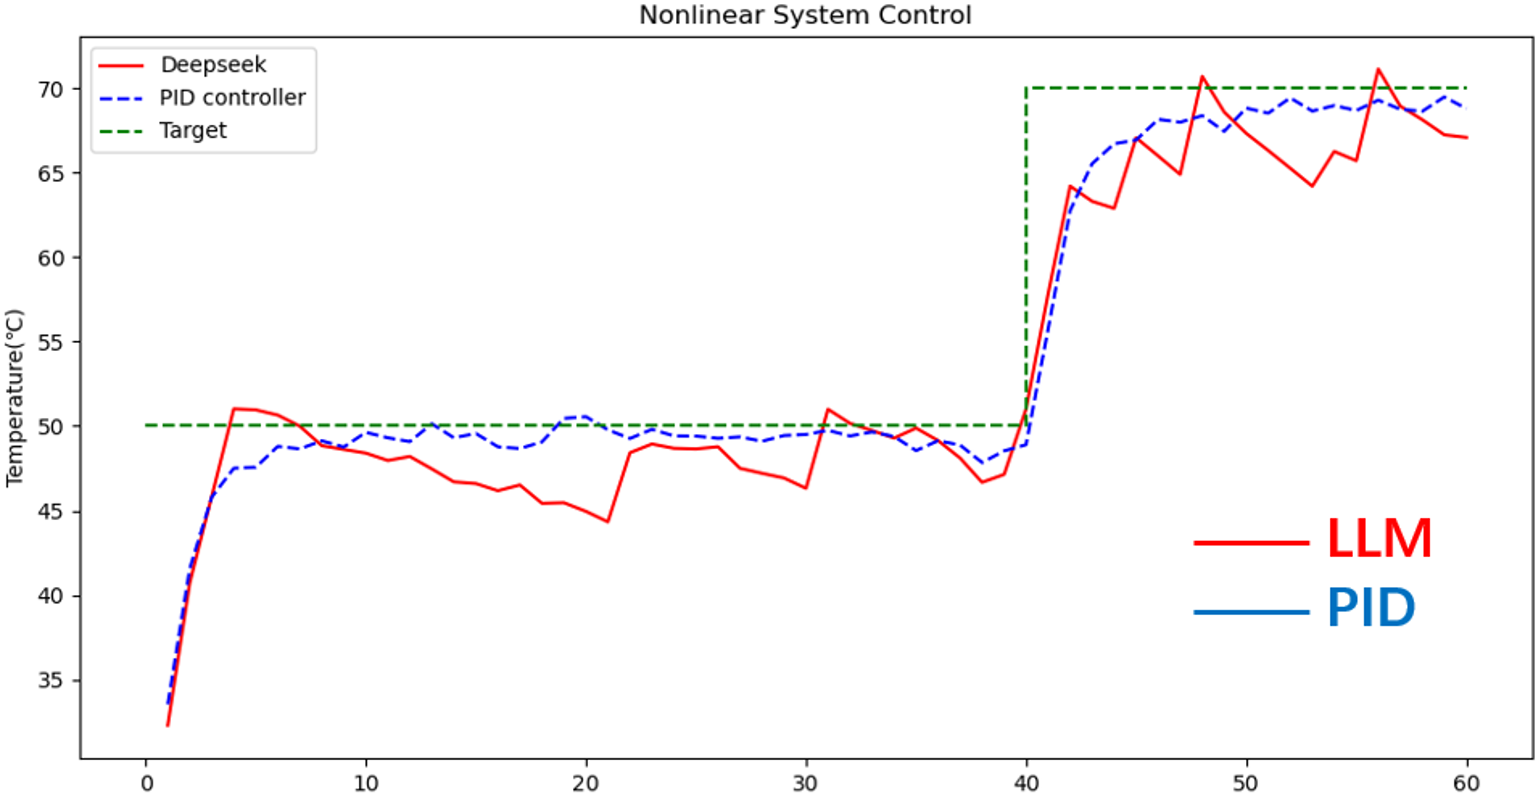 Nonlinear System Control
Deepseek
PID controller
Target
Temperature(℃)
70
65
60
55
50
45
40
35
LLM
PID
0 10 20 30 40 50 60